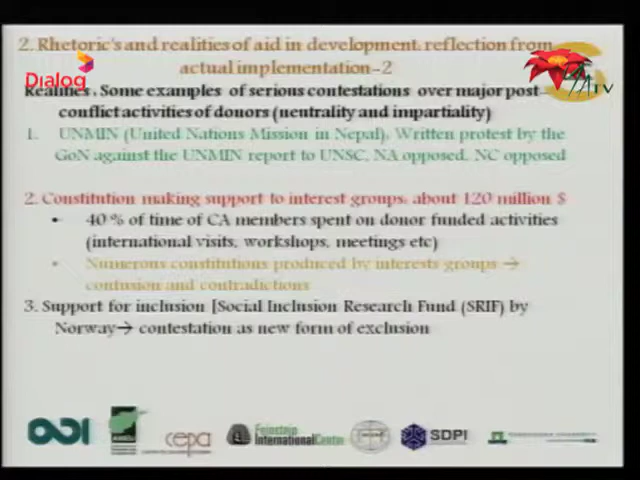 2. Rhetoric's and realities of aid in development, reflection from
actual implementation-2
Dialog
TV
Realities. Some examples of serious contestations over major post-
conflict activities of donors (neutrality and impartiality)
1. UNMIN (United Nations Mission in Nepal). Written protest by the
GoN against the UNMIN report to UNSC, NA opposed, NC opposed
2. Constitution making support to interest groups, about 120 million $
• 40 % of time of CA members spent on donor funded activities
(international visits, workshops, meetings etc)
• Numerous constitutions produced by interests groups →
confusion and contradictions
3. Support for inclusion [Social Inclusion Research Fund (SRIF) by
Norway→ contestation as new form of exclusion
ODI
cepa
Feinstein
International Center
SDPI